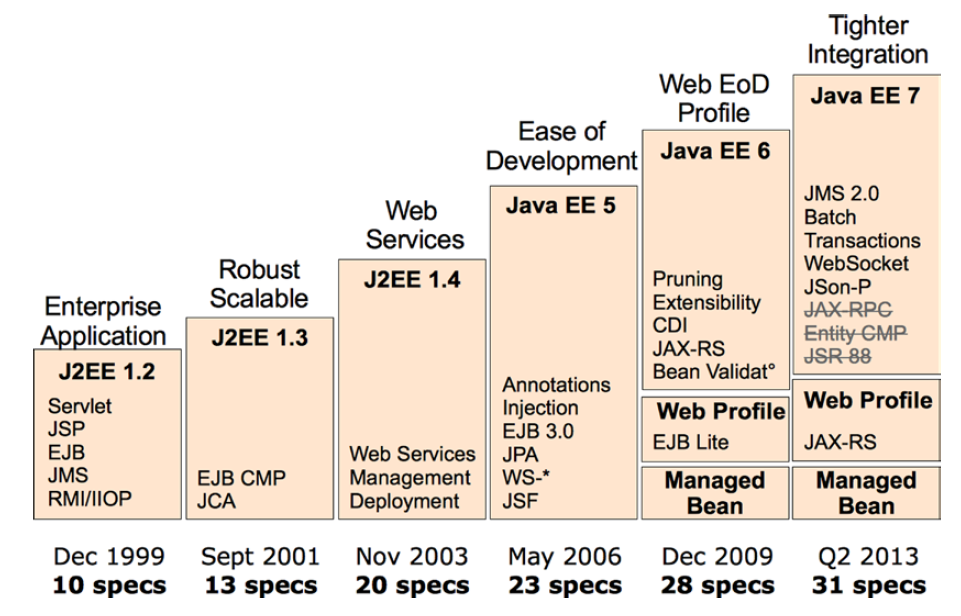 Enterprise
Application
J2EE 1.2
Servlet
JSP
EJB
JMS
RMI/IIOP
Dec 1999
10 specs
Robust
Scalable
J2EE 1.3
EJB CMP
JCA
Sept 2001
13 specs
Web
Services
J2EE 1.4
Web Services
Management
Deployment
Nov 2003
20 specs
Ease of
Development
Java EE 5
Annotations
Injection
EJB 3.0
JPA
WS-*
JSF
May 2006
23 specs
Web EoD
Profile
Java EE 6
Pruning
Extensibility
CDI
JAX-RS
Bean Validat°
Web Profile
EJB Lite
Managed
Bean
Dec 2009
28 specs
Tighter
Integration
Java EE 7
JMS 2.0
Batch
Transactions
WebSocket
JSon-P
JAX-RPC
Entity CMP
JSR 88
Web Profile
JAX-RS
Managed
Bean
Q2 2013
31 specs